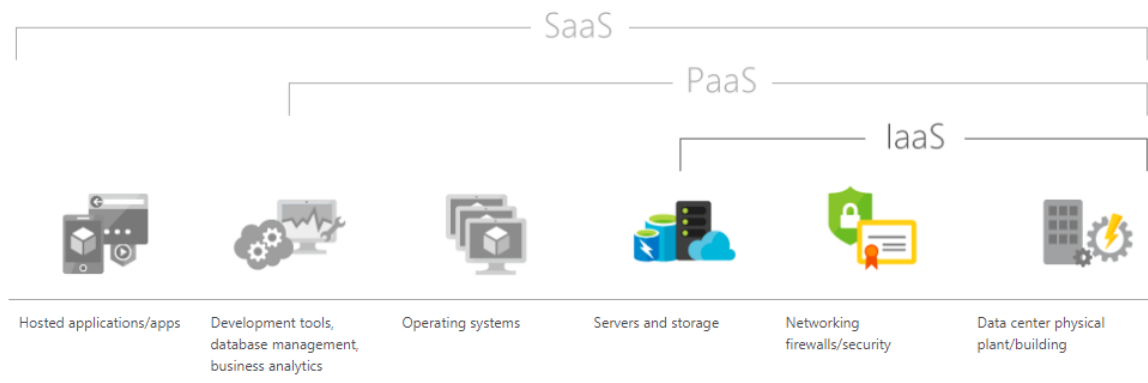 SaaS
PaaS
IaaS
Hosted applications/apps
Development tools,
database management,
business analytics
Operating systems
Servers and storage
Networking
firewalls/security
Data center physical
plant/building